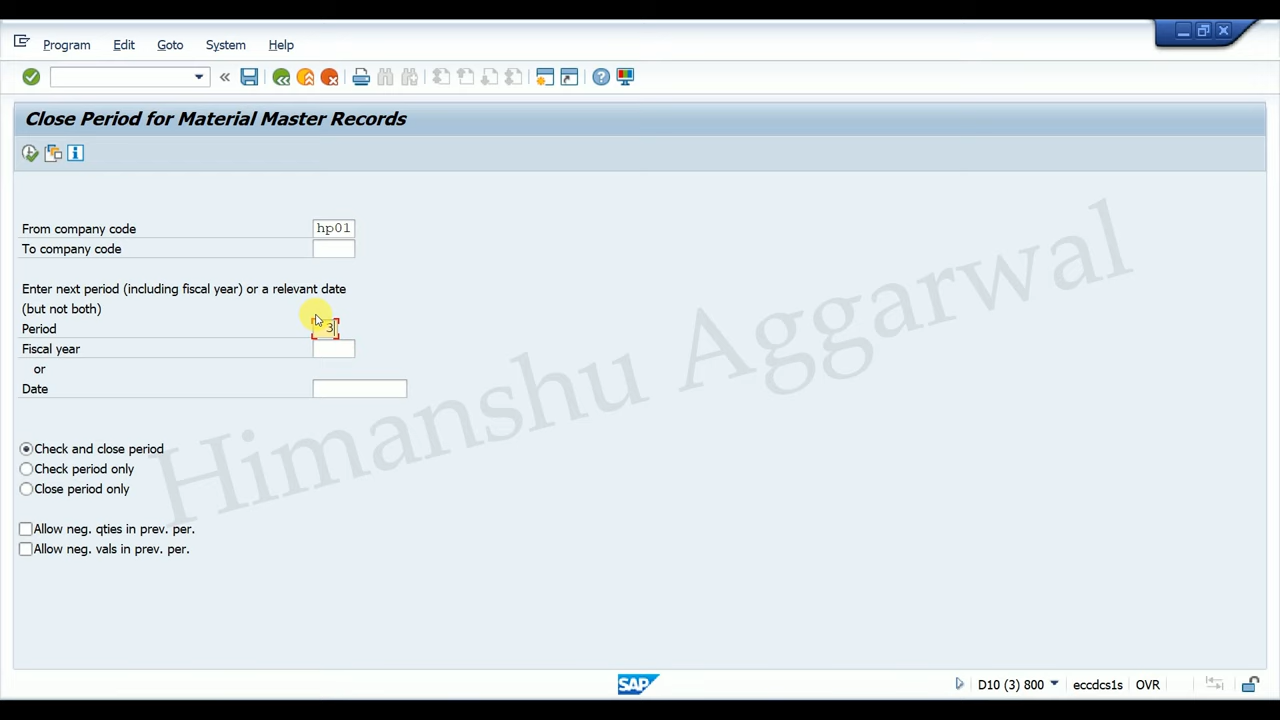 Program Edit Goto System Help
Close Period for Material Master Records
From company code hp01
To company code
Enter next period (including fiscal year) or a relevant date
(but not both)
Period 3
Fiscal year
or
Date
Check and close period
Check period only
Close period only
Allow neg. qties in prev. per.
Allow neg. vals in prev. per.
Himanshu Aggarwal
SAP D10 (3) 800 eccdcs1s OVR